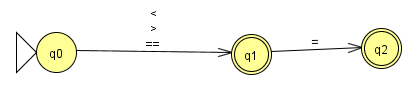 <
>
==
=
q0
q1
q2